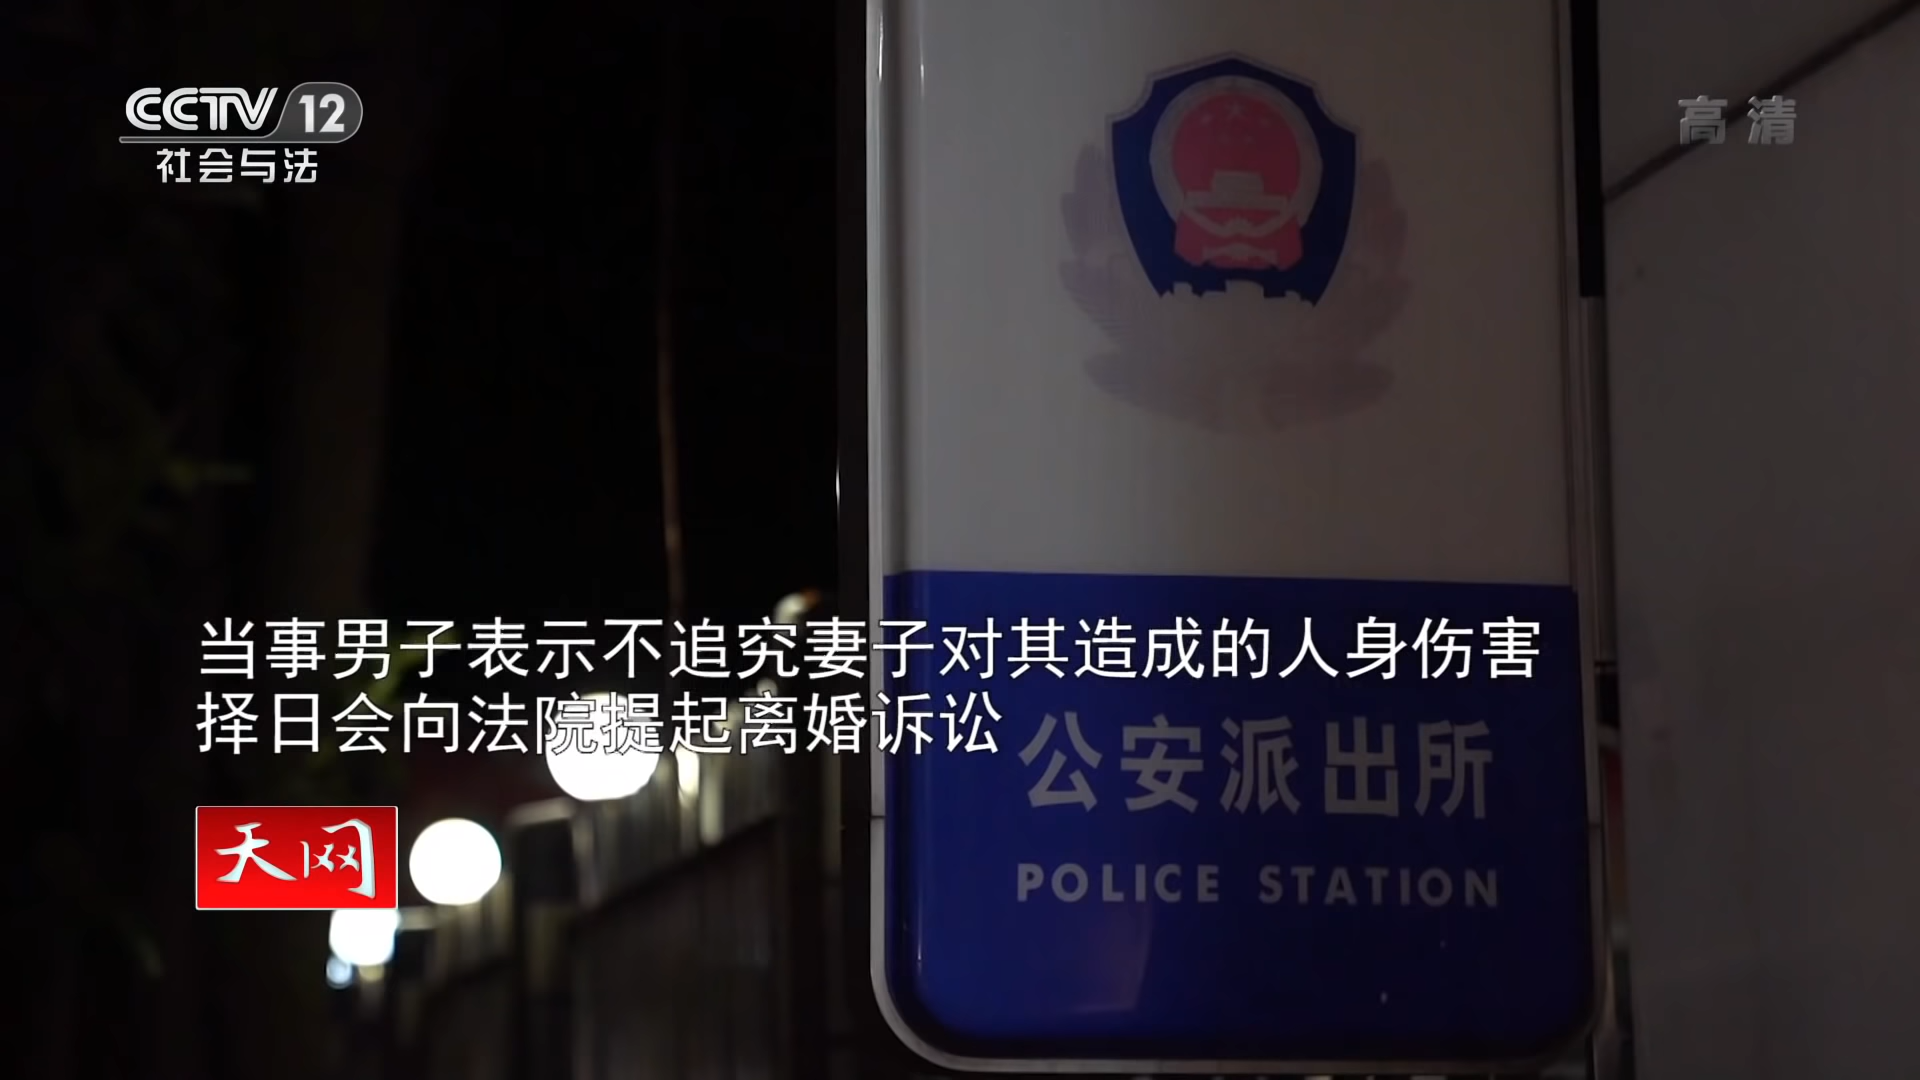 CCTV 12
社会与法
高清
当事男子表示不追究妻子对其造成的人身伤害
择日会向法院提起离婚诉讼
公安派出所
POLICE STATION
天网